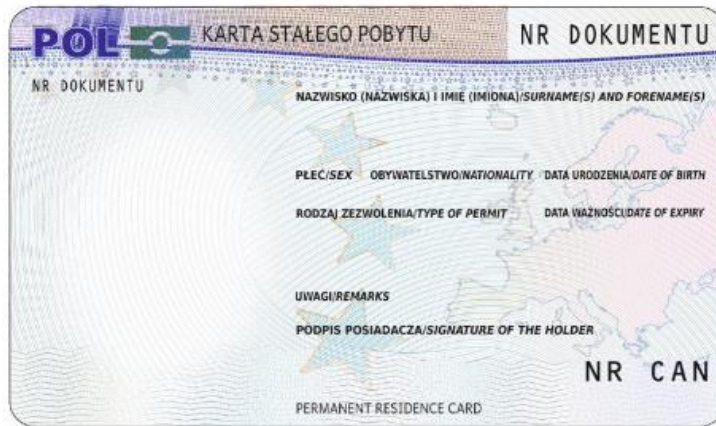 POL KARTA STAŁEGO POBYTU NR DOKUMENTU
NR DOKUMENTU
NAZWISKO (NAZWISKA) I IMIĘ (IMIONA)/SURNAME(S) AND FORENAME(S)
PŁEĆ/SEX OBYWATELSTWO/NATIONALITY DATA URODZENIA/DATE OF BIRTH
RODZAJ ZEZWOLENIA/TYPE OF PERMIT DATA WAŻNOŚCI/DATE OF EXPIRY
UWAGI/REMARKS
PODPIS POSIADACZA/SIGNATURE OF THE HOLDER
NR CAN
PERMANENT RESIDENCE CARD